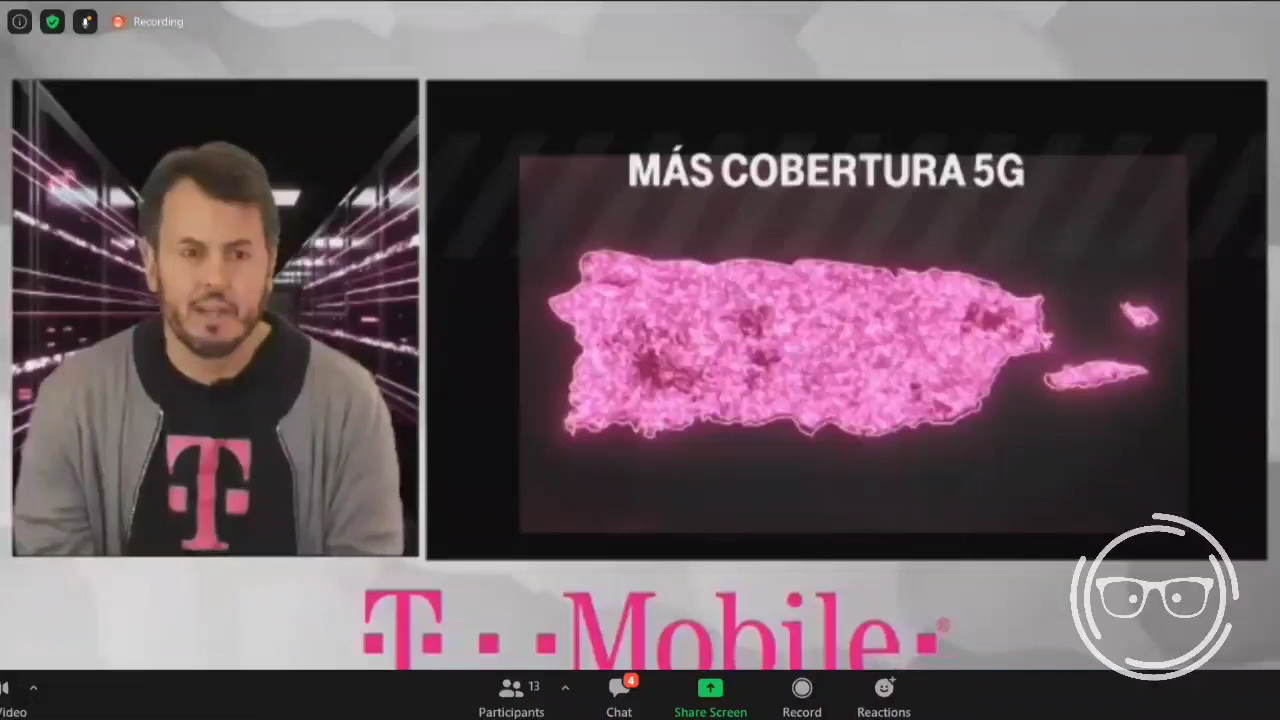 Recording
MÁS COBERTURA 5G
T
T··Mobile·®
Video
Participants 13
Chat 4
Share Screen
Record
Reactions